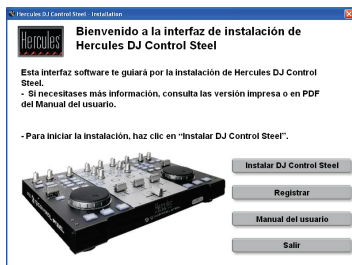 Hercules DJ Control Steel - Installation
Hercules
Bienvenido a la interfaz de instalación de
Hercules DJ Control Steel
Esta interfaz software te guiará por la instalación de Hercules DJ Control
Steel.
- Si necesitases más información, consulta las versión impresa o en PDF
del Manual del usuario.
- Para iniciar la instalación, haz clic en “Instalar DJ Control Steel”.
Instalar DJ Control Steel
Registrar
Manual del usuario
Salir